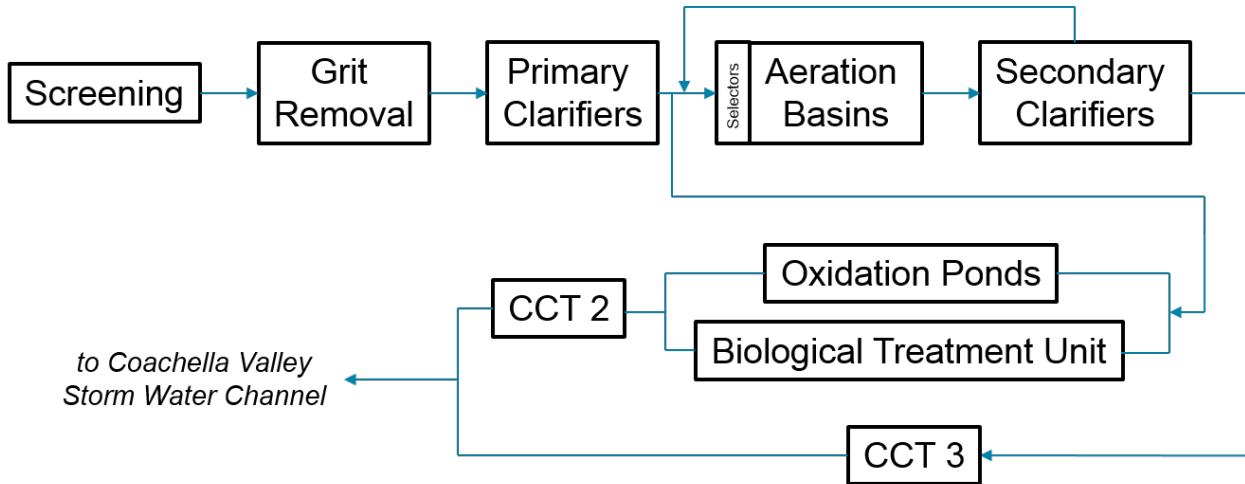 Screening
Grit
Removal
Primary
Clarifiers
Selectors
Aeration
Basins
Secondary
Clarifiers
Oxidation Ponds
CCT 2
Biological Treatment Unit
to Coachella Valley
Storm Water Channel
CCT 3